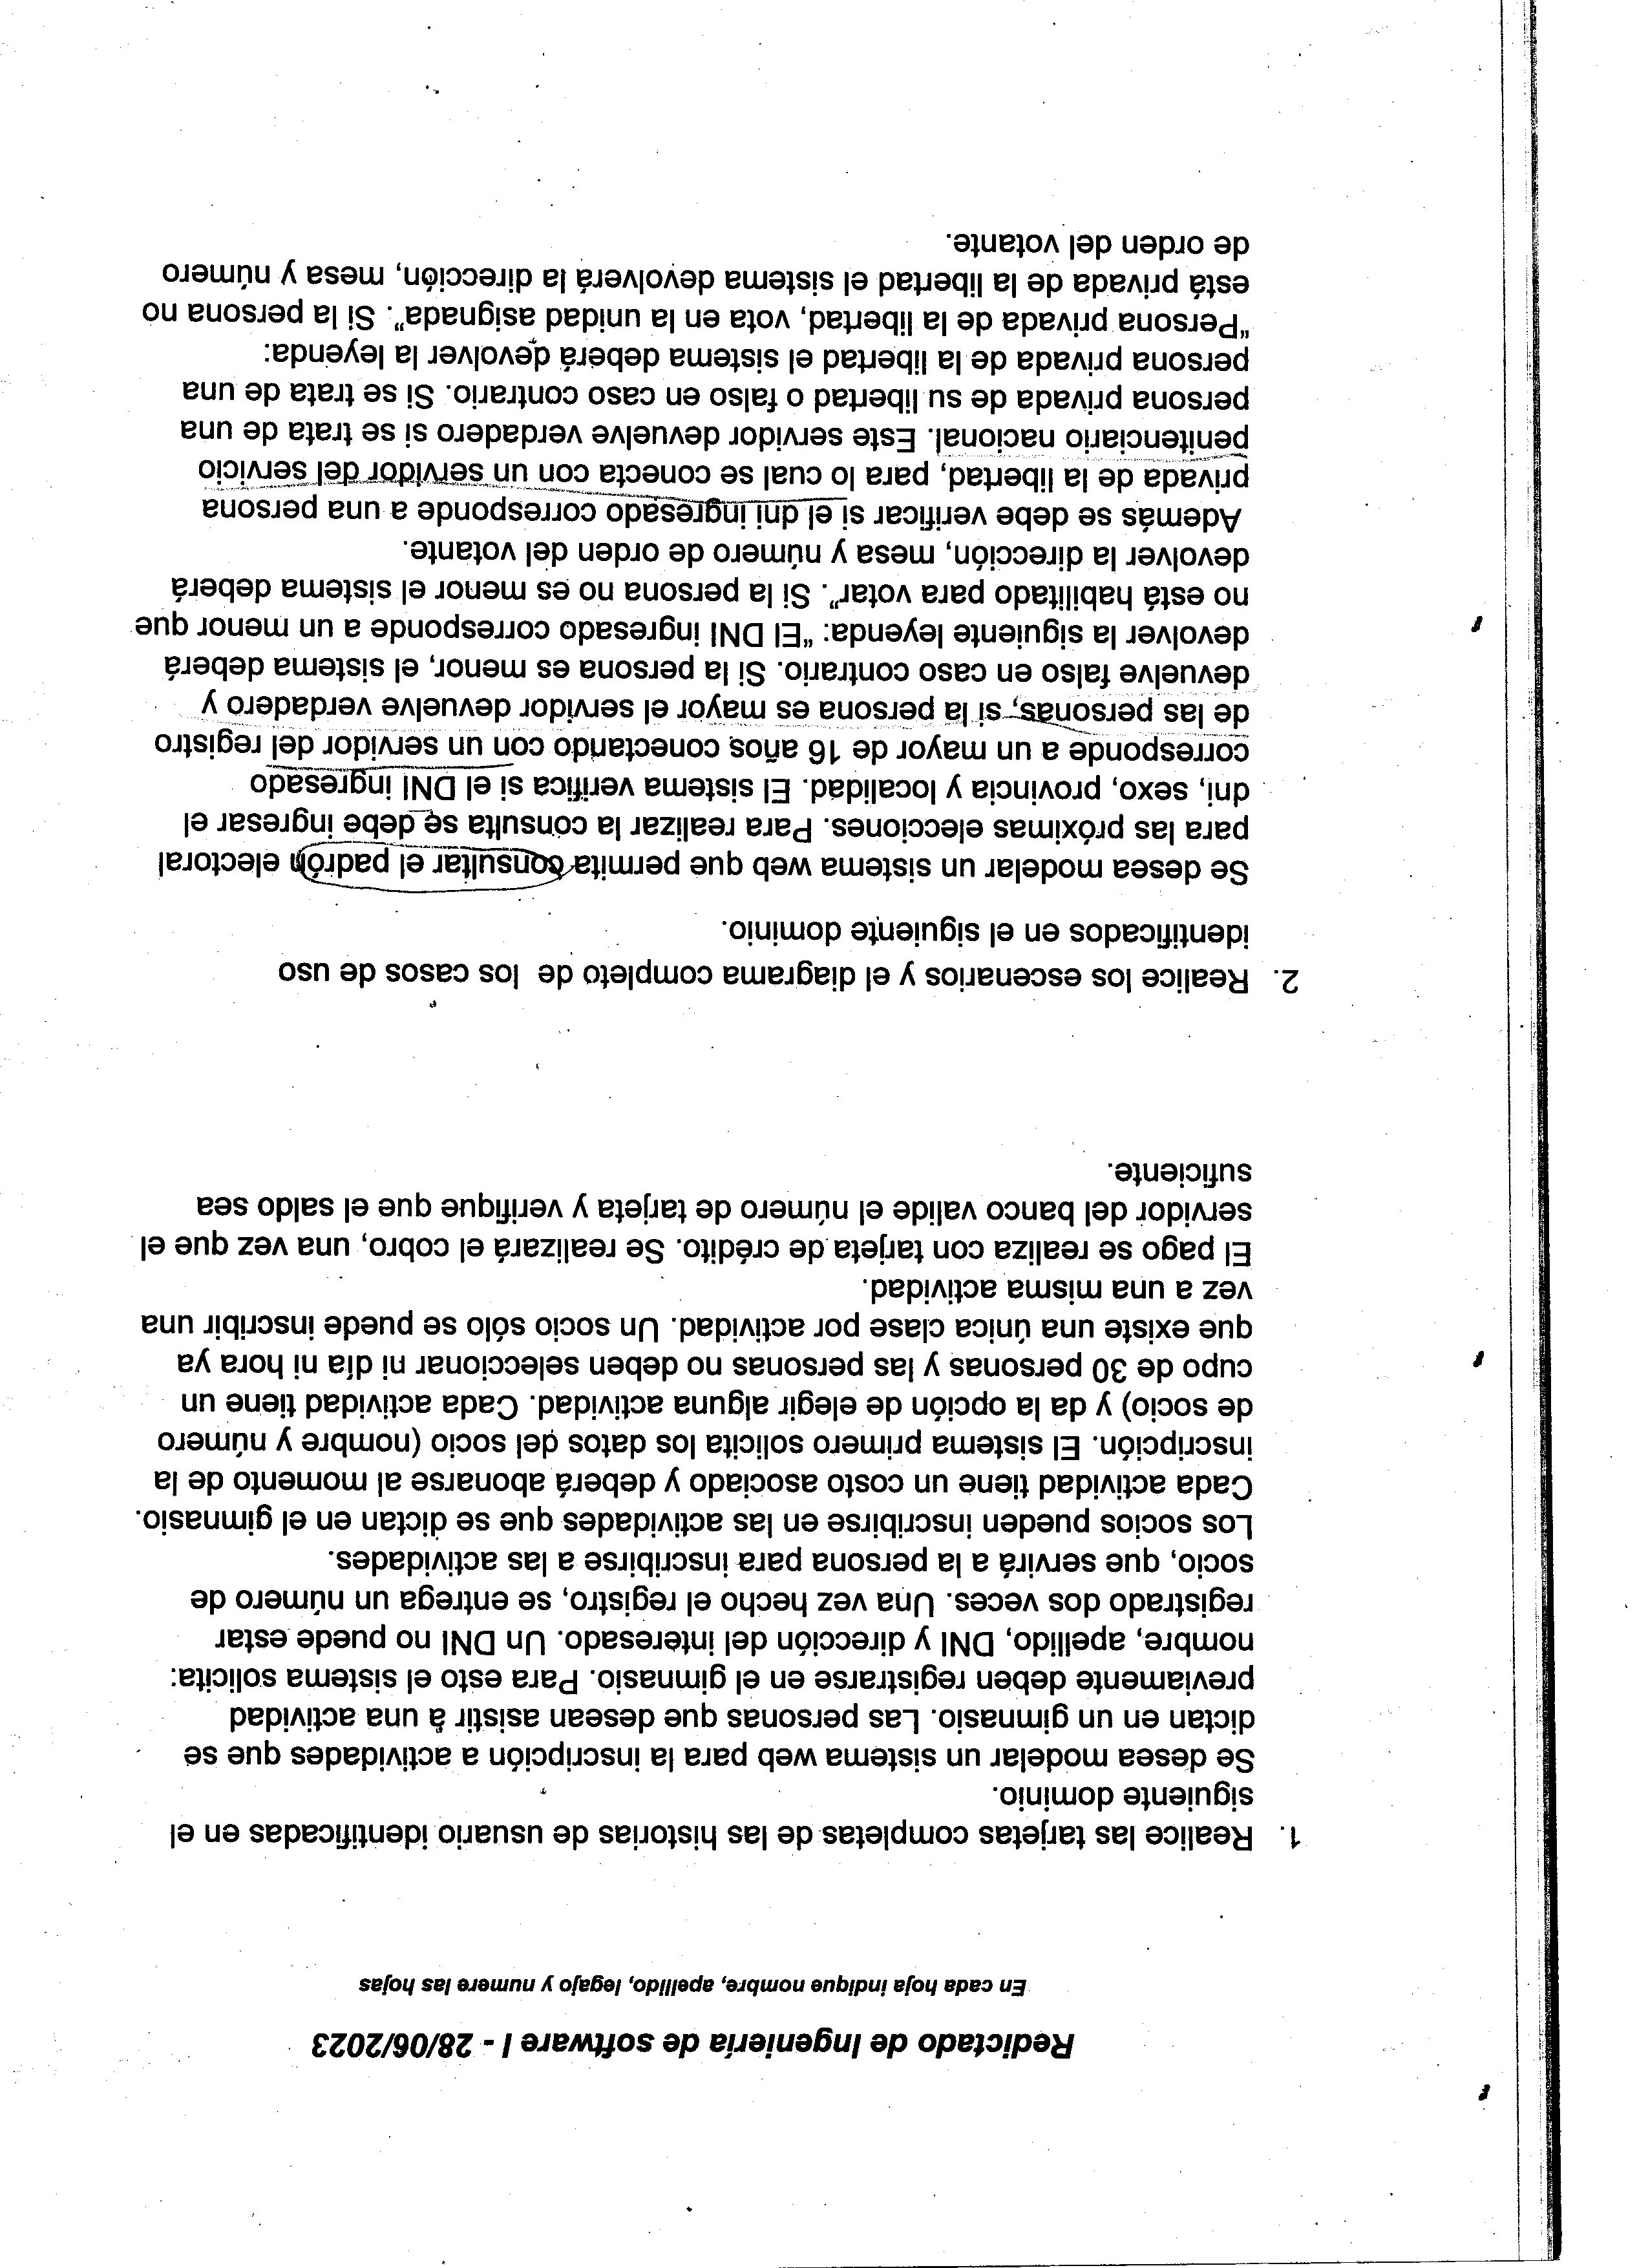 Redictado de Ingeniería de software I - 28/06/2023
En cada hoja indique nombre, apellido, legajo y numere las hojas
1. Realice las tarjetas completas de las historias de usuario identificadas en el
siguiente dominio.
Se desea modelar un sistema web para la inscripción a actividades que se
dictan en un gimnasio. Las personas que desean asistir a una actividad
previamente deben registrarse en el gimnasio. Para esto el sistema solicita:
nombre, apellido, DNI y dirección del interesado. Un DNI no puede estar
registrado dos veces. Una vez hecho el registro, se entrega un número de
socio, que servirá a la persona para inscribirse a las actividades.
Los socios pueden inscribirse en las actividades que se dictan en el gimnasio.
Cada actividad tiene un costo asociado y deberá abonarse al momento de la
inscripción. El sistema primero solicita los datos del socio (nombre y número
de socio) y da la opción de elegir alguna actividad. Cada actividad tiene un
cupo de 30 personas y las personas no deben seleccionar ni día ni hora ya
que existe una única clase por actividad. Un socio sólo se puede inscribir una
vez a una misma actividad.
El pago se realiza con tarjeta de crédito. Se realizará el cobro, una vez que el
servidor del banco valide el número de tarjeta y verifique que el saldo sea
suficiente.
2. Realice los escenarios y el diagrama completo de los casos de uso
identificados en el siguiente dominio.
Se desea modelar un sistema web que permita consultar el padrón electoral
para las próximas elecciones. Para realizar la consulta se debe ingresar el
dni, sexo, provincia y localidad. El sistema verifica si el DNI ingresado
corresponde a un mayor de 16 años conectando con un servidor del registro
de las personas, si la persona es mayor el servidor devuelve verdadero y
devuelve falso en caso contrario. Si la persona es menor, el sistema deberá
devolver la siguiente leyenda: “El DNI ingresado corresponde a un menor que
no está habilitado para votar”. Si la persona no es menor el sistema deberá
devolver la dirección, mesa y número de orden del votante.
Además se debe verificar si el dni ingresado corresponde a una persona
privada de la libertad, para lo cual se conecta con un servidor del servicio
penitenciario nacional. Este servidor devuelve verdadero si se trata de una
persona privada de su libertad o falso en caso contrario. Si se trata de una
persona privada de la libertad el sistema deberá devolver la leyenda:
“Persona privada de la libertad, vota en la unidad asignada”. Si la persona no
está privada de la libertad el sistema devolverá la dirección, mesa y número
de orden del votante.